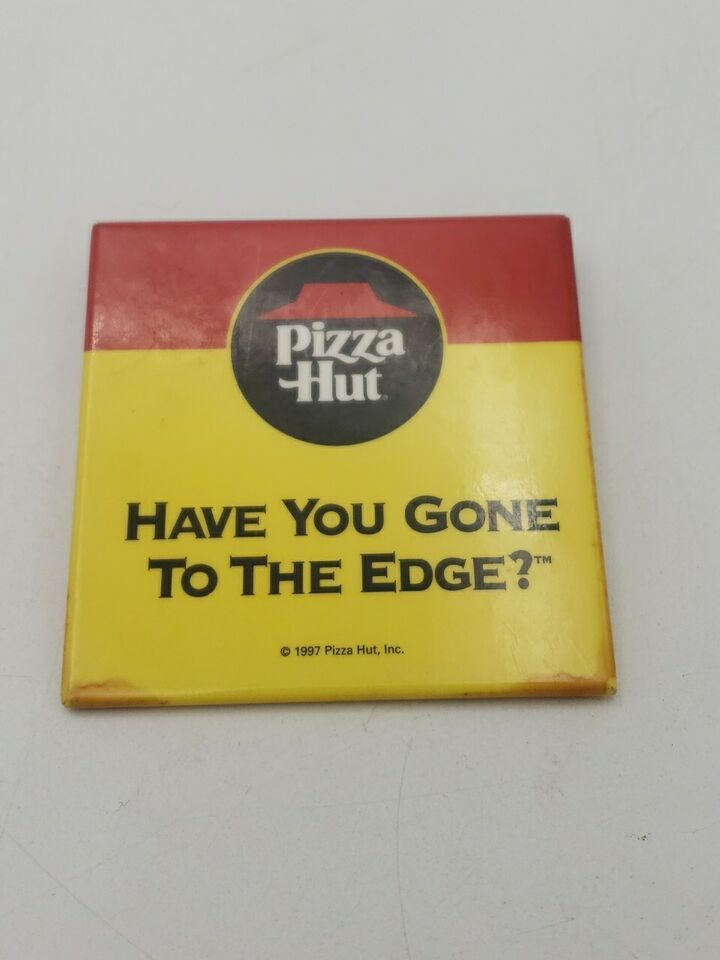 Pizza
Hut
HAVE YOU GONE
TO THE EDGE?™
© 1997 Pizza Hut, Inc.